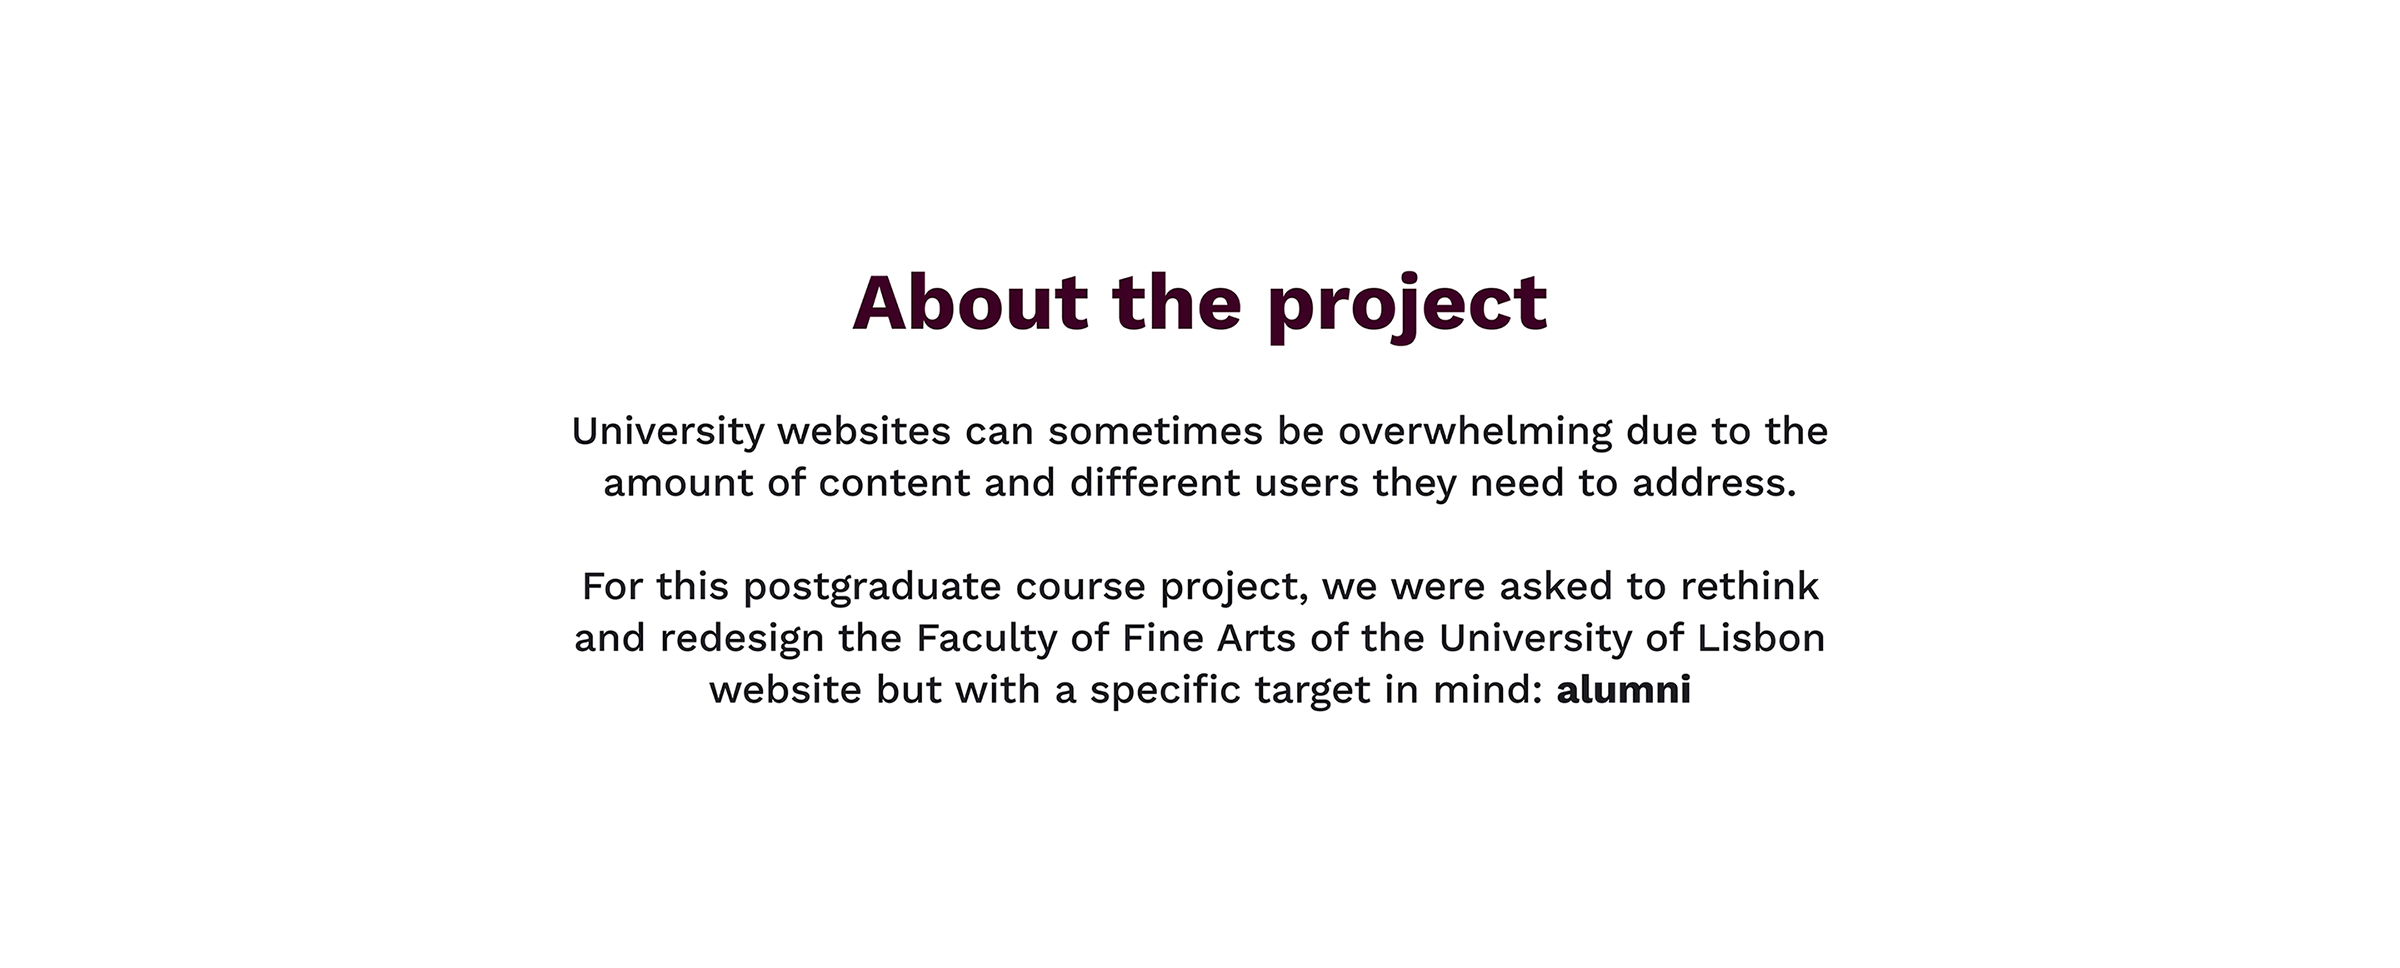 About the project
University websites can sometimes be overwhelming due to the
amount of content and different users they need to address.
For this postgraduate course project, we were asked to rethink
and redesign the Faculty of Fine Arts of the University of Lisbon
website but with a specific target in mind: alumni